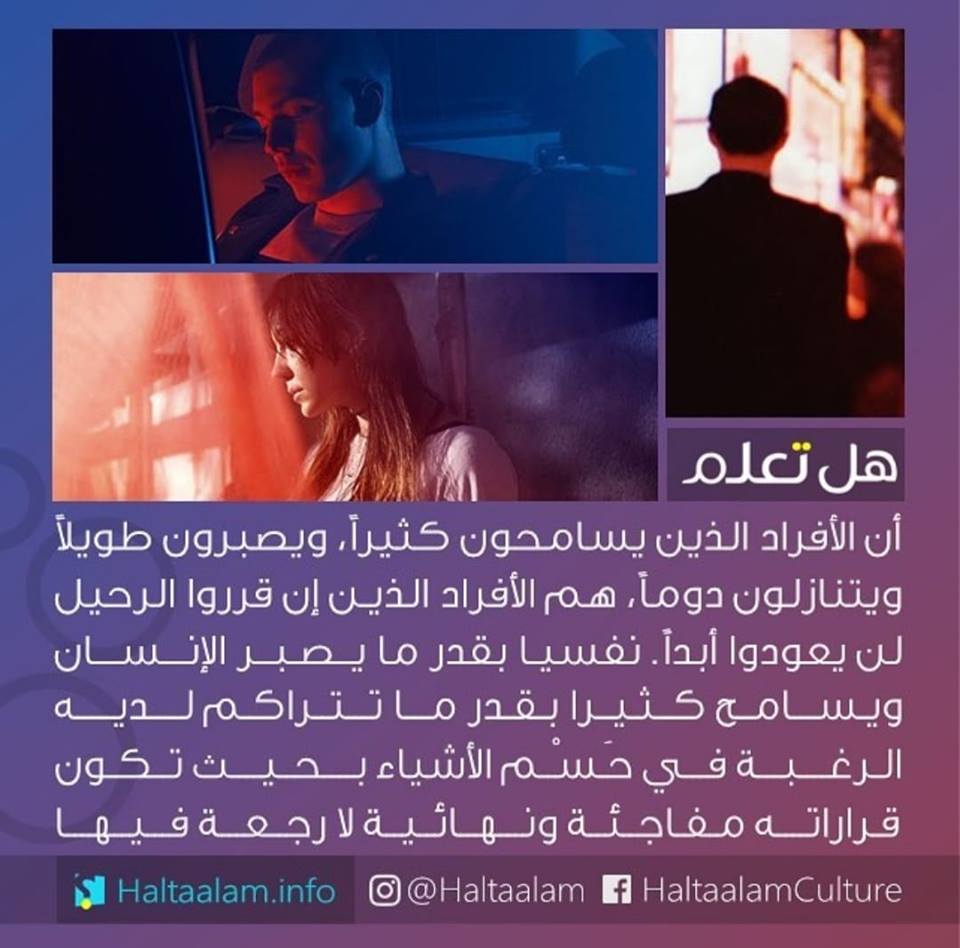 هل تعلم
أن الأفراد الذين يسامحون كثيراً، ويصبرون طويلاً
ويتنازلون دوماً، هم الأفراد الذين إن قرروا الرحيل
لن يعودوا أبداً. نفسيا بقدر ما يصبر الإنسان
ويسامح كثيرا بقدر ما تتراكم لديه
الرغبة في حَسْم الأشياء بحيث تكون
قراراته مفاجئة ونهائية لا رجعة فيها
Haltaalam.info @Haltaalam HaltaalamCulture